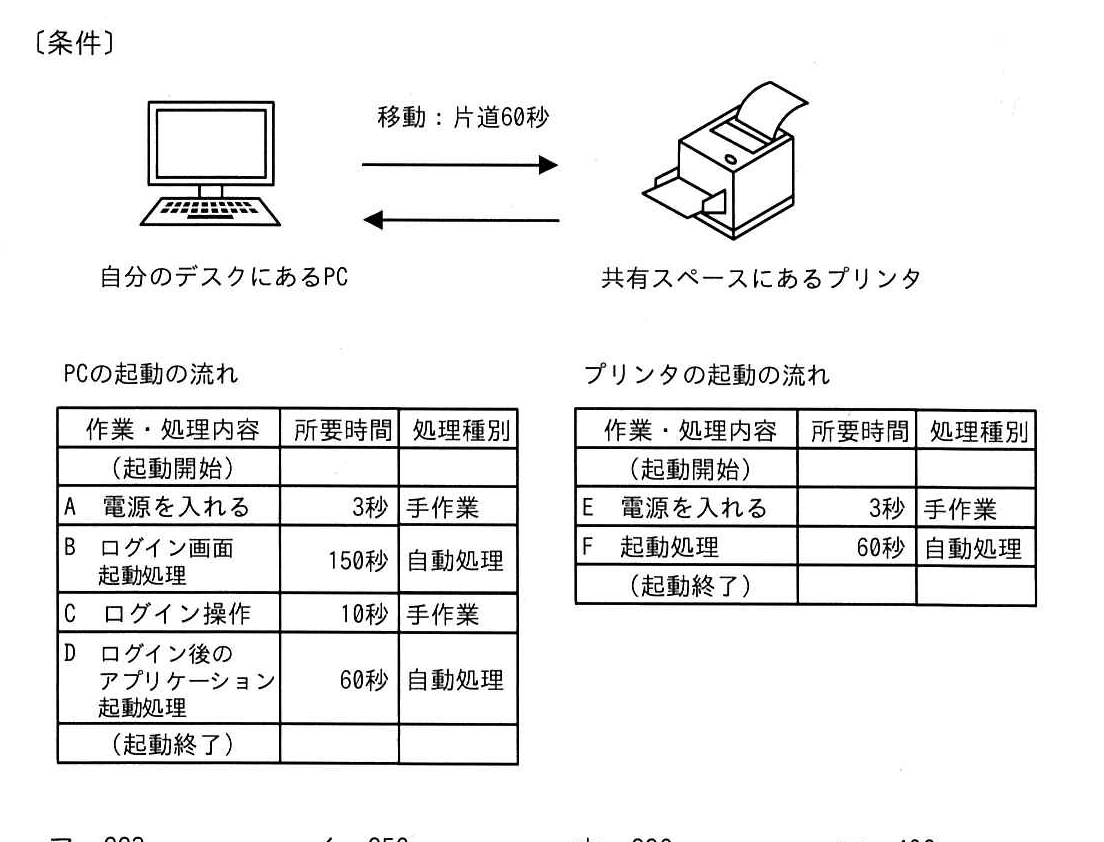 〔条件〕
移動：片道60秒
自分のデスクにあるPC
共有スペースにあるプリンタ
PCの起動の流れ
作業・処理内容 所要時間 処理種別
（起動開始）
A 電源を入れる 3秒 手作業
B ログイン画面
起動処理 150秒 自動処理
C ログイン操作 10秒 手作業
D ログイン後の
アプリケーション 60秒 自動処理
起動処理
（起動終了）
プリンタの起動の流れ
作業・処理内容 所要時間 処理種別
（起動開始）
E 電源を入れる 3秒 手作業
F 起動処理 60秒 自動処理
（起動終了）